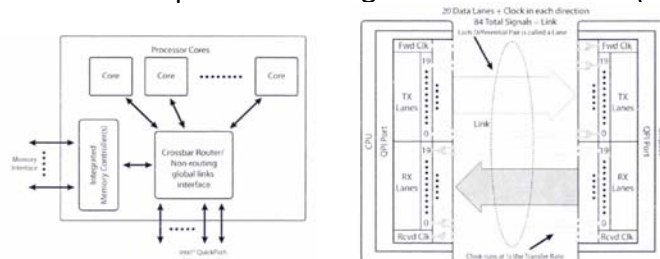 Processor Cores
Core
Core
Core
Integrated
Memory Controller(s)
Crossbar Router/
Non-routing
global links
interface
Memory
Interface
Intel® QuickPath
20 Data Lanes + Clock in each direction
84 Total Signals = Link
Each Differential Pair is called a Lane
CPU
QPI Port
Fwd Clk
19
TX
Lanes
0
19
RX
Lanes
0
Rcvd Clk
Link
Fwd Clk
19
TX
Lanes
0
19
RX
Lanes
0
Rcvd Clk
QPI Port
Clock runs at ½ the Transfer Rate